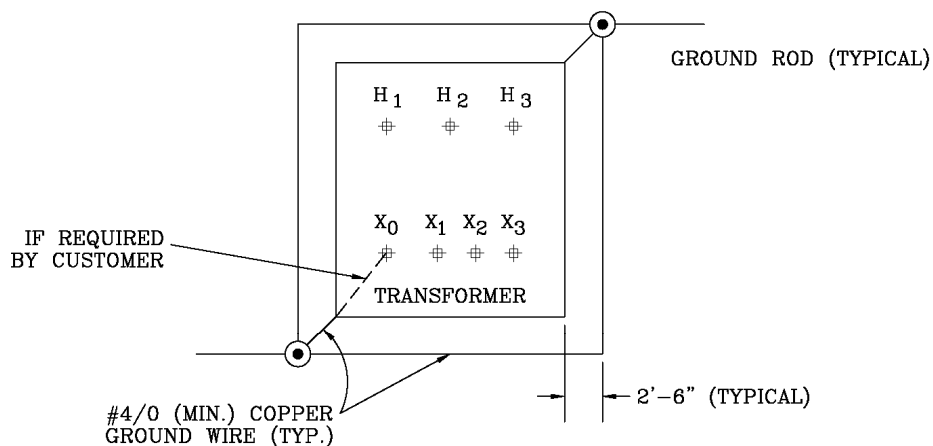 GROUND ROD (TYPICAL)
H1 H2 H3
X0 X1 X2 X3
IF REQUIRED
BY CUSTOMER
TRANSFORMER
2'-6" (TYPICAL)
#4/0 (MIN.) COPPER
GROUND WIRE (TYP.)